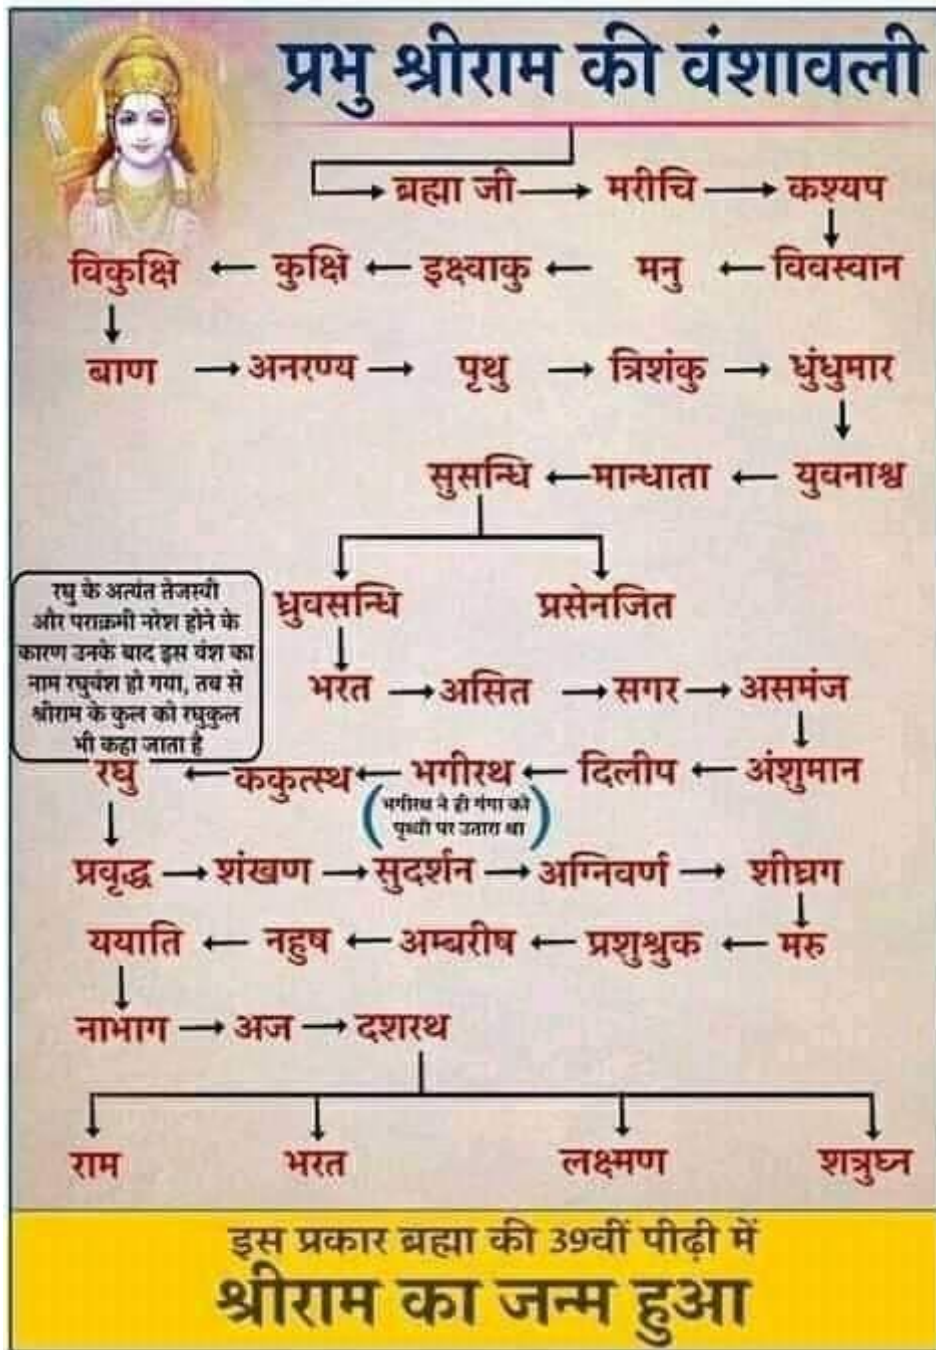 प्रभु श्रीराम की वंशावली
ब्रह्मा जी मरीचि कश्यप
विकुक्षि कुक्षि इक्ष्वाकु मनु विवस्वान
बाण अनरण्य पृथु त्रिशंकु धुंधुमार
सुसन्धि मान्धाता युवनाश्व
ध्रुवसन्धि प्रसेनजित
रघु के अत्यंत तेजस्वी
और पराक्रमी नरेश होने के
कारण उनके बाद इस वंश का
नाम रघुवंश हो गया, तब से
श्रीराम के कुल को रघुकुल
भी कहा जाता है
भरत असित सगर असमंज
रघु ककुत्स्थ भगीरथ दिलीप अंशुमान
(भगीरथ ने ही गंगा को
पृथ्वी पर उतारा था)
प्रवृद्ध शंखण सुदर्शन अग्निवर्ण शीघ्रग
ययाति नहुष अम्बरीष प्रशुश्रुक मरु
नाभाग अज दशरथ
राम भरत लक्ष्मण शत्रुघ्न
इस प्रकार ब्रह्मा की 39वीं पीढ़ी में
श्रीराम का जन्म हुआ